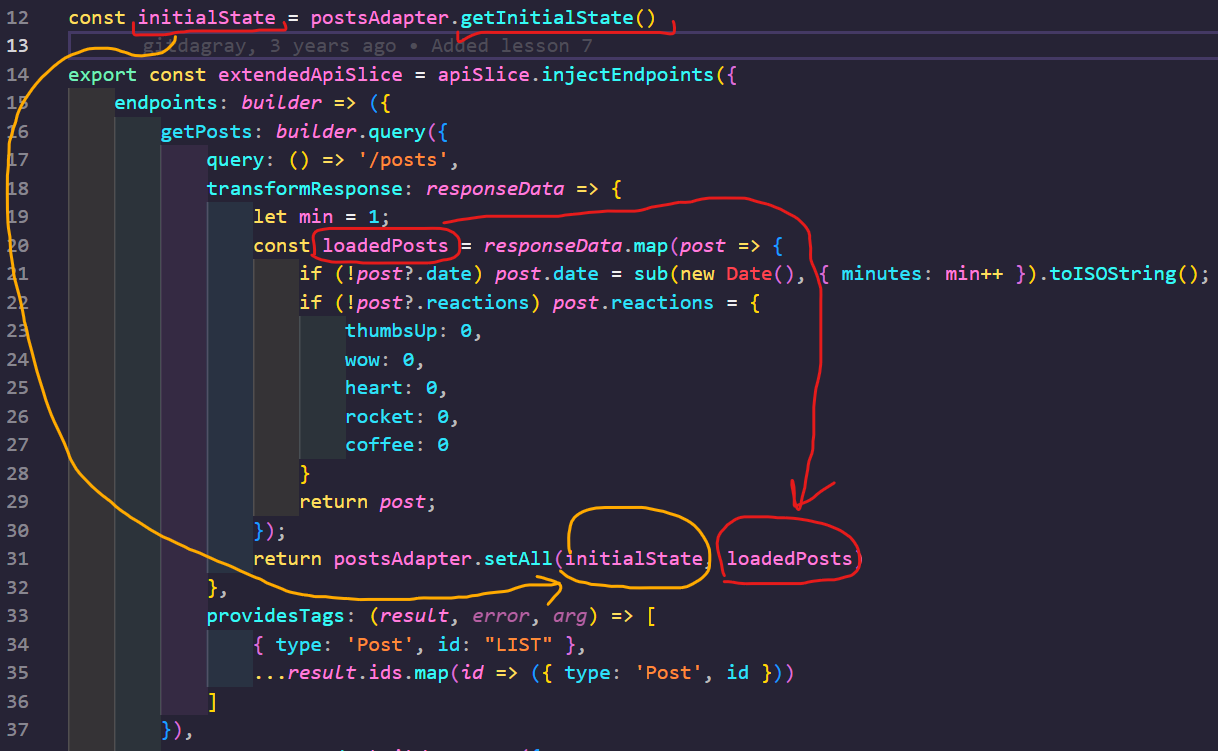 12 const initialState = postsAdapter.getInitialState()
13 gitdagray, 3 years ago • Added lesson 7
14 export const extendedApiSlice = apiSlice.injectEndpoints({
15 endpoints: builder => ({
16 getPosts: builder.query({
17 query: () => '/posts',
18 transformResponse: responseData => {
19 let min = 1;
20 const loadedPosts = responseData.map(post => {
21 if (!post?.date) post.date = sub(new Date(), { minutes: min++ }).toISOString();
22 if (!post?.reactions) post.reactions = {
23 thumbsUp: 0,
24 wow: 0,
25 heart: 0,
26 rocket: 0,
27 coffee: 0
28 }
29 return post;
30 });
31 return postsAdapter.setAll(initialState, loadedPosts)
32 },
33 providesTags: (result, error, arg) => [
34 { type: 'Post', id: "LIST" },
35 ...result.ids.map(id => ({ type: 'Post', id }))
36 ]
37 }),